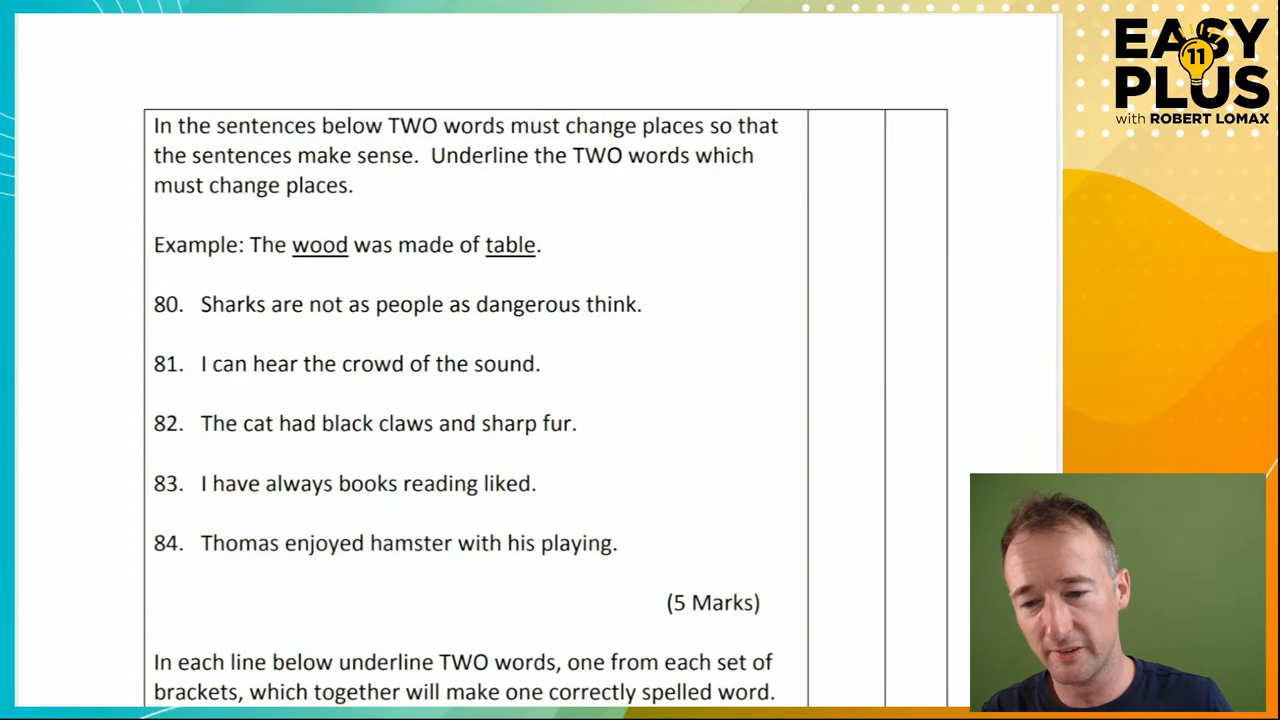 EASY
11
PLUS
with ROBERT LOMAX
In the sentences below TWO words must change places so that
the sentences make sense.  Underline the TWO words which
must change places.
Example: The wood was made of table.
80. Sharks are not as people as dangerous think.
81. I can hear the crowd of the sound.
82. The cat had black claws and sharp fur.
83. I have always books reading liked.
84. Thomas enjoyed hamster with his playing.
(5 Marks)
In each line below underline TWO words, one from each set of
brackets, which together will make one correctly spelled word.